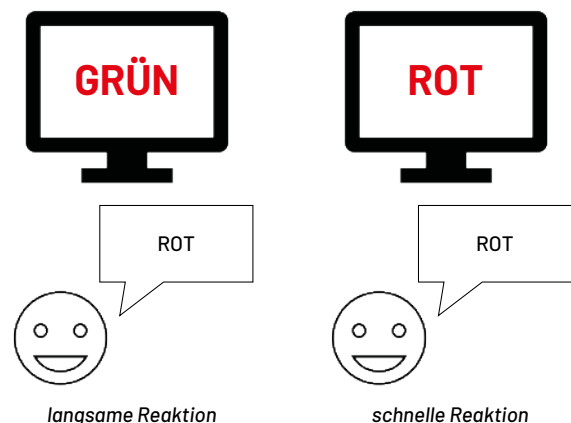 GRÜN
ROT
ROT
ROT
langsame Reaktion
schnelle Reaktion